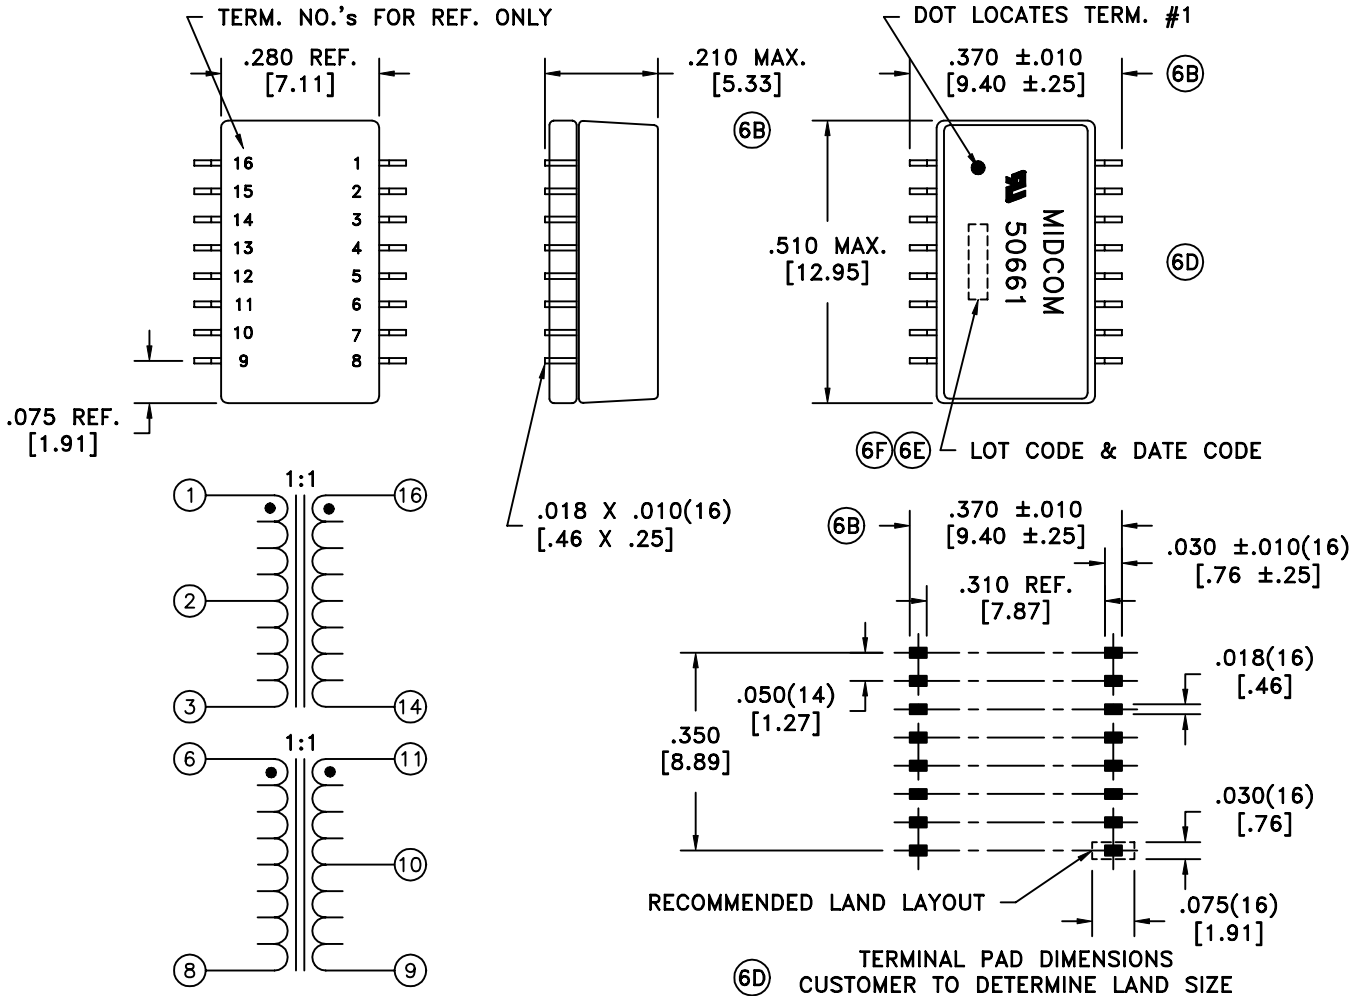 TERM. NO.'s FOR REF. ONLY
.280 REF.
[7.11]
16
15
14
13
12
11
10
9
1
2
3
4
5
6
7
8
.075 REF.
[1.91]
.210 MAX.
[5.33]
6B
.018 X .010(16)
[.46 X .25]
DOT LOCATES TERM. #1
.370 ±.010
[9.40 ±.25]
6B
.510 MAX.
[12.95]
MIDCOM
50661
6D
6F 6E
LOT CODE & DATE CODE
1:1
1
2
3
16
14
1:1
6
8
11
10
9
6B
.370 ±.010
[9.40 ±.25]
.030 ±.010(16)
[.76 ±.25]
.310 REF.
[7.87]
.018(16)
[.46]
.050(14)
[1.27]
.350
[8.89]
.030(16)
[.76]
RECOMMENDED LAND LAYOUT
.075(16)
[1.91]
6D
TERMINAL PAD DIMENSIONS
CUSTOMER TO DETERMINE LAND SIZE